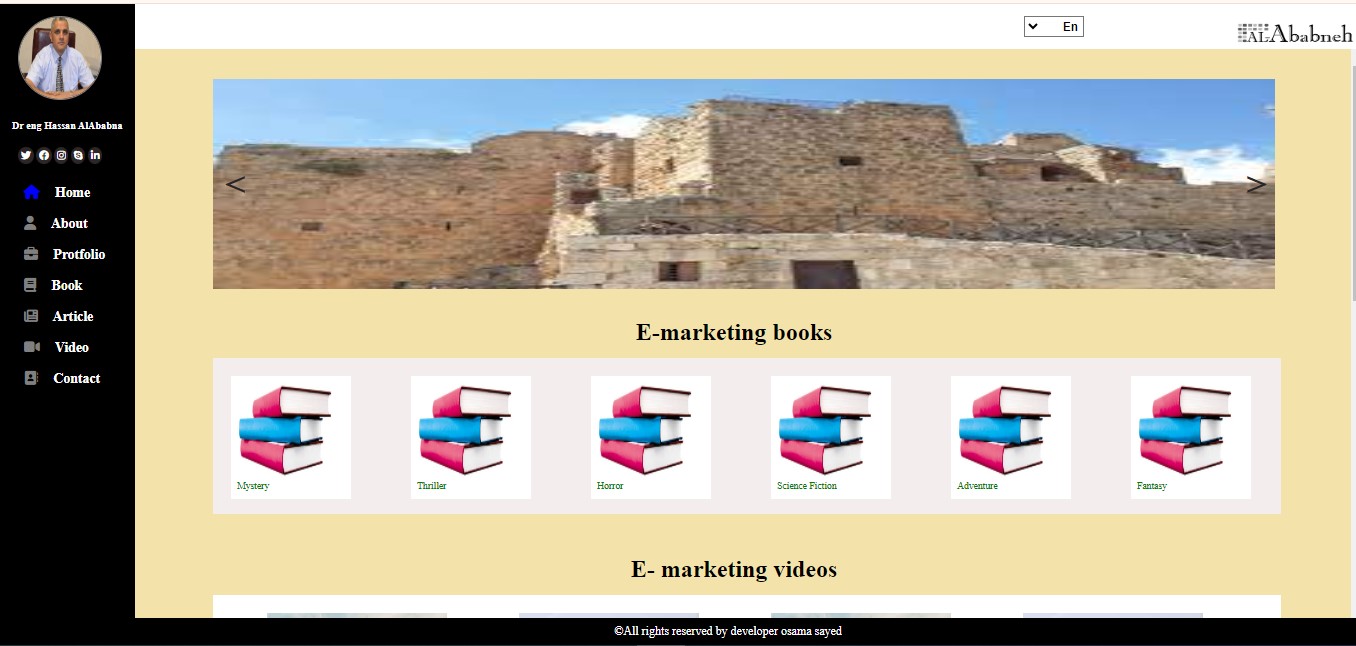 En
ALAbabneh
Dr eng Hassan AlAbabna
Home
About
Protfolio
Book
Article
Video
Contact
<
>
E-marketing books
Mystery
Thriller
Horror
Science Fiction
Adventure
Fantasy
E- marketing videos
©All rights reserved by developer osama sayed